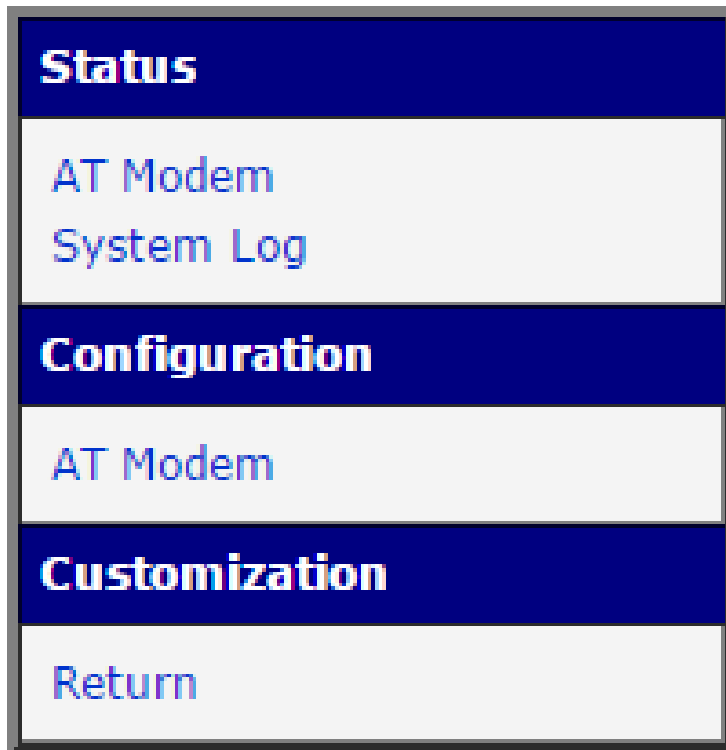 Status
AT Modem
System Log
Configuration
AT Modem
Customization
Return